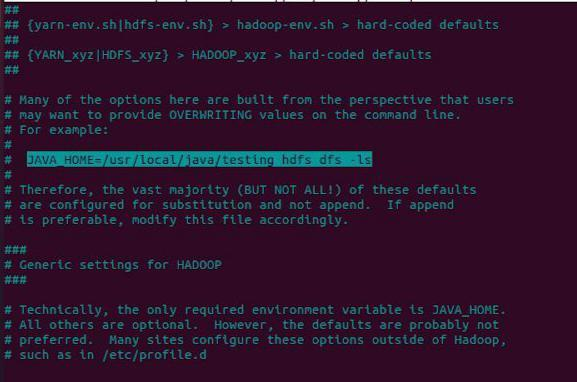 ##
## {yarn-env.sh|hdfs-env.sh} > hadoop-env.sh > hard-coded defaults
##
## {YARN_xyz|HDFS_xyz} > HADOOP_xyz > hard-coded defaults
##
# Many of the options here are built from the perspective that users
# may want to provide OVERWRITING values on the command line.
# For example:
#
# JAVA_HOME=/usr/local/java/testing hdfs dfs -ls
#
# Therefore, the vast majority (BUT NOT ALL!) of these defaults
# are configured for substitution and not append. If append
# is preferable, modify this file accordingly.
###
# Generic settings for HADOOP
###
# Technically, the only required environment variable is JAVA_HOME.
# All others are optional. However, the defaults are probably not
# preferred. Many sites configure these options outside of Hadoop,
# such as in /etc/profile.d